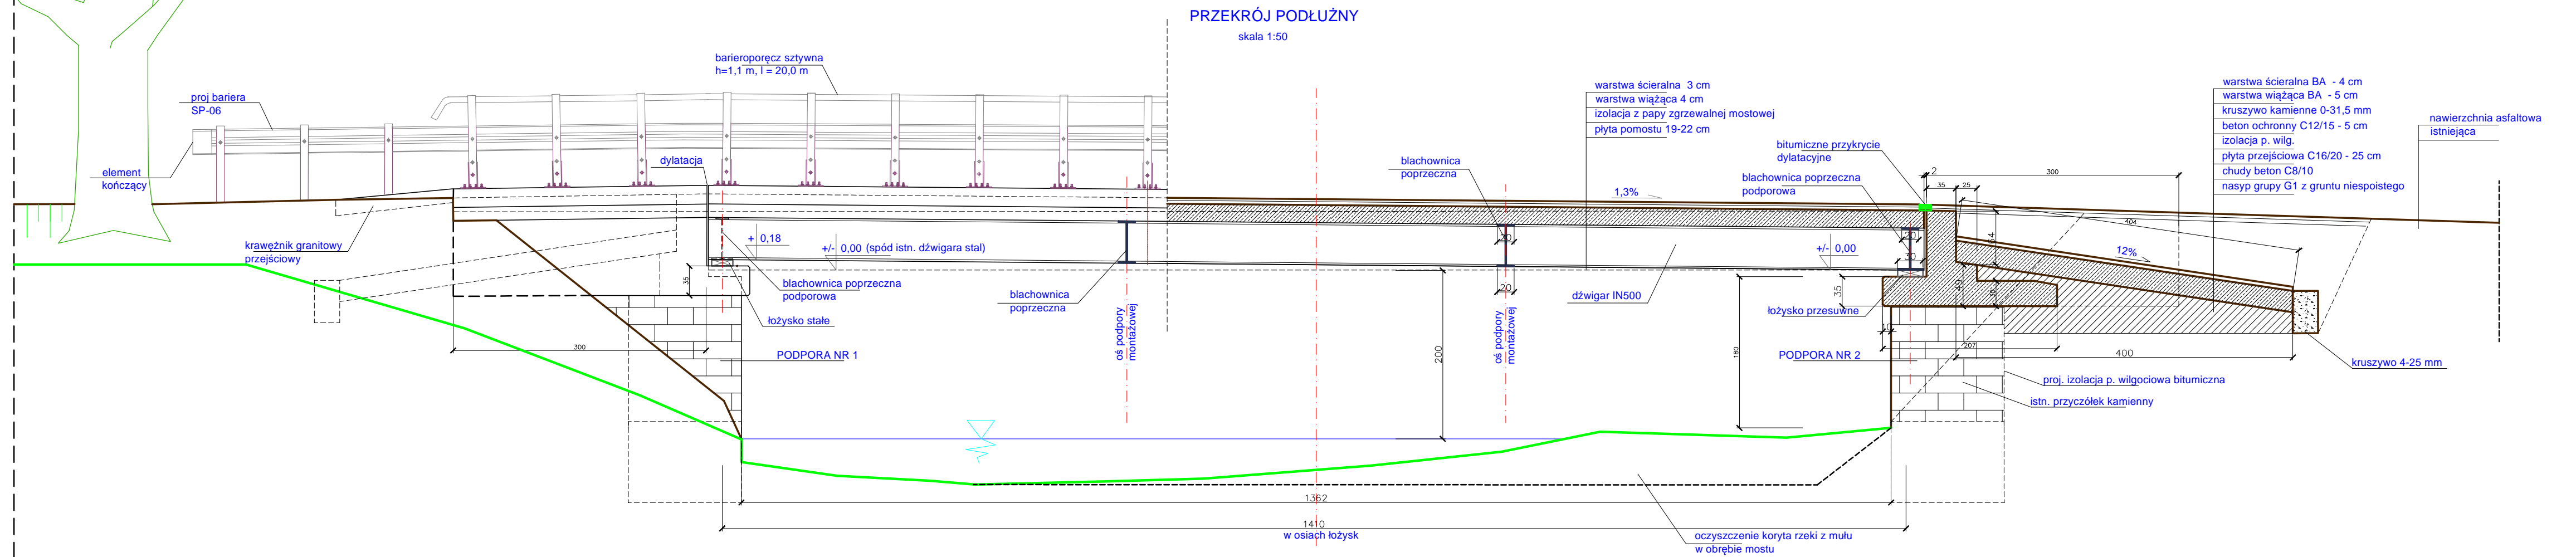 PRZEKRÓJ PODŁUŻNY
skala 1:50
barieroporęcz sztywna
h=1,1 m, l = 20,0 m
proj bariera
SP-06
element
kończący
dylatacja
krawężnik granitowy
przejściowy
+ 0,18
+/- 0,00 (spód istn. dźwigara stal)
35
blachownica poprzeczna
podporowa
łożysko stałe
PODPORA NR 1
300
blachownica
poprzeczna
oś podpory
montażowej
warstwa ścieralna 3 cm
warstwa wiążąca 4 cm
izolacja z papy zgrzewalnej mostowej
płyta pomostu 19-22 cm
blachownica
poprzeczna
1,3%
20
20
oś podpory
montażowej
dźwigar IN500
200
bitumiczne przykrycie
dylatacyjne
blachownica poprzeczna
podporowa
+/- 0,00
20
30
2
35
25
300
404
64
12%
35
49
30
łożysko przesuwne
10
207
180
400
PODPORA NR 2
warstwa ścieralna BA - 4 cm
warstwa wiążąca BA - 5 cm
kruszywo kamienne 0-31,5 mm
beton ochronny C12/15 - 5 cm
izolacja p. wilg.
płyta przejściowa C16/20 - 25 cm
chudy beton C8/10
nasyp grupy G1 z gruntu niespoistego
nawierzchnia asfaltowa
istniejąca
kruszywo 4-25 mm
proj. izolacja p. wilgociowa bitumiczna
istn. przyczółek kamienny
1362
1410
w osiach łożysk
oczyszczenie koryta rzeki z mułu
w obrębie mostu